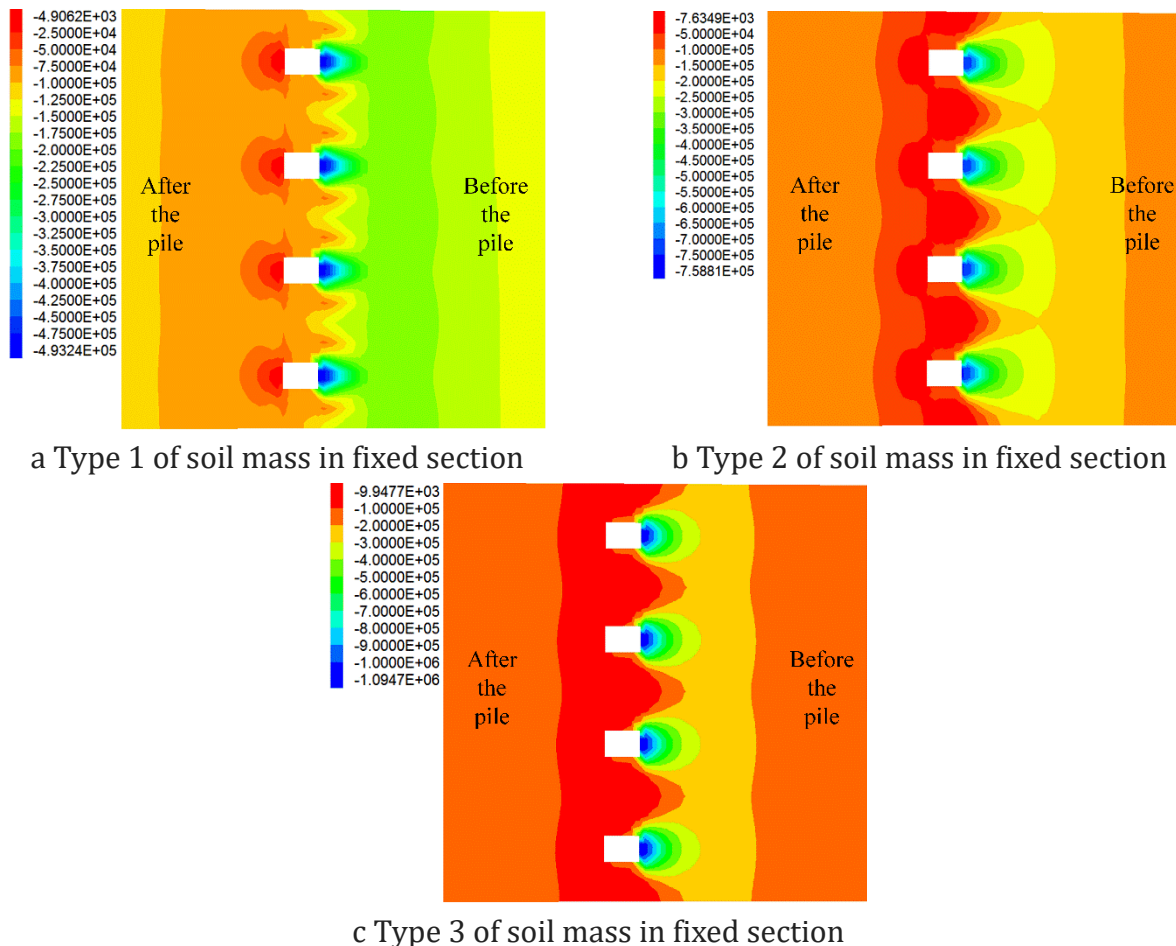 -4.9062E+03
-2.5000E+04
-5.0000E+04
-7.5000E+04
-1.0000E+05
-1.2500E+05
-1.5000E+05
-1.7500E+05
-2.0000E+05
-2.2500E+05
-2.5000E+05
-2.7500E+05
-3.0000E+05
-3.2500E+05
-3.5000E+05
-3.7500E+05
-4.0000E+05
-4.2500E+05
-4.5000E+05
-4.7500E+05
-4.9324E+05
After
the
pile
Before
the
pile
a Type 1 of soil mass in fixed section
-7.6349E+03
-5.0000E+04
-1.0000E+05
-1.5000E+05
-2.0000E+05
-2.5000E+05
-3.0000E+05
-3.5000E+05
-4.0000E+05
-4.5000E+05
-5.0000E+05
-5.5000E+05
-6.0000E+05
-6.5000E+05
-7.0000E+05
-7.5000E+05
-7.5881E+05
After
the
pile
Before
the
pile
b Type 2 of soil mass in fixed section
-9.9477E+03
-1.0000E+05
-2.0000E+05
-3.0000E+05
-4.0000E+05
-5.0000E+05
-6.0000E+05
-7.0000E+05
-8.0000E+05
-9.0000E+05
-1.0000E+06
-1.0947E+06
After
the
pile
Before
the
pile
c Type 3 of soil mass in fixed section